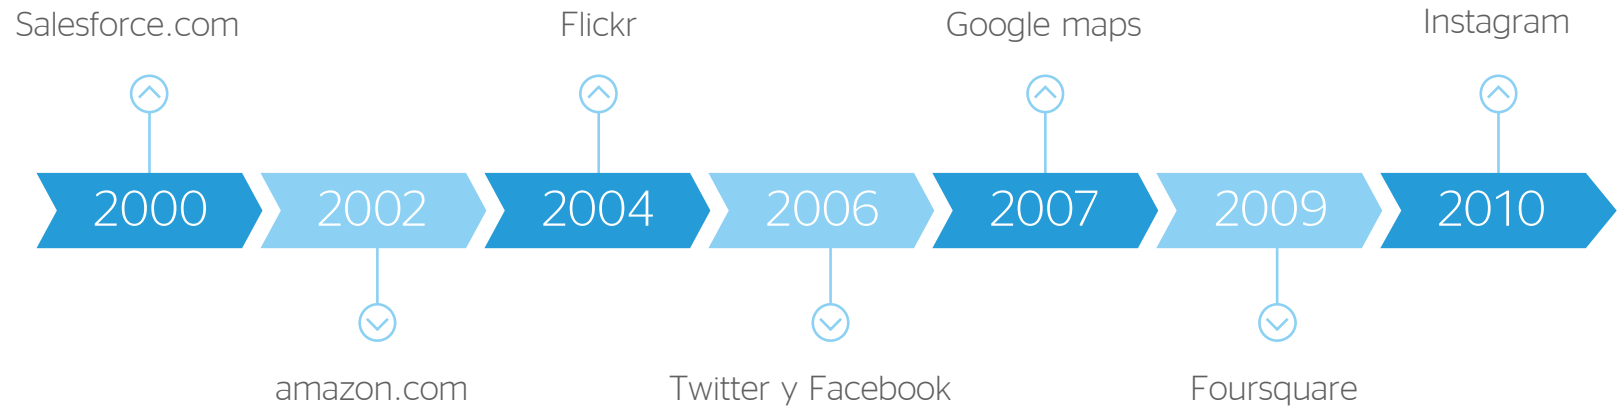 Salesforce.com
Flickr
Google maps
Instagram
2000
2002
2004
2006
2007
2009
2010
amazon.com
Twitter y Facebook
Foursquare